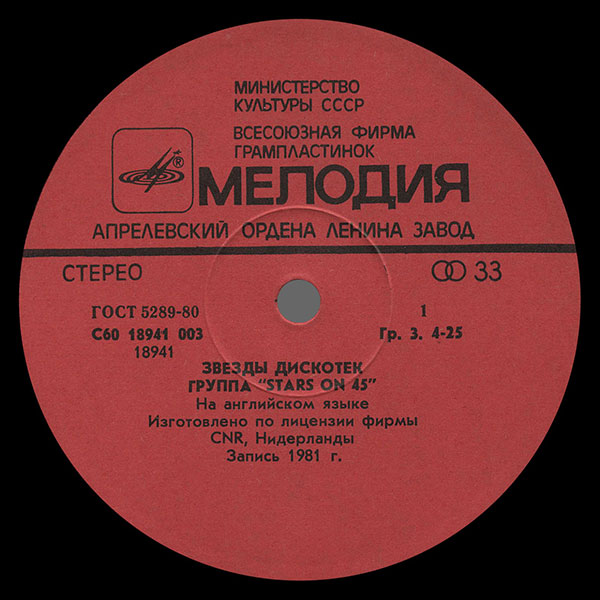 МИНИСТЕРСТВО
КУЛЬТУРЫ СССР
ВСЕСОЮЗНАЯ ФИРМА
ГРАМПЛАСТИНОК
®
МЕЛОДИЯ
АПРЕЛЕВСКИЙ ОРДЕНА ЛЕНИНА ЗАВОД
СТЕРЕО 33
ГОСТ 5289-80 1
С60 18941 003 Гр. 3. 4-25
18941
ЗВЕЗДЫ ДИСКОТЕК
ГРУППА "STARS ON 45"
На английском языке
Изготовлено по лицензии фирмы
CNR, Нидерланды
Запись 1981 г.